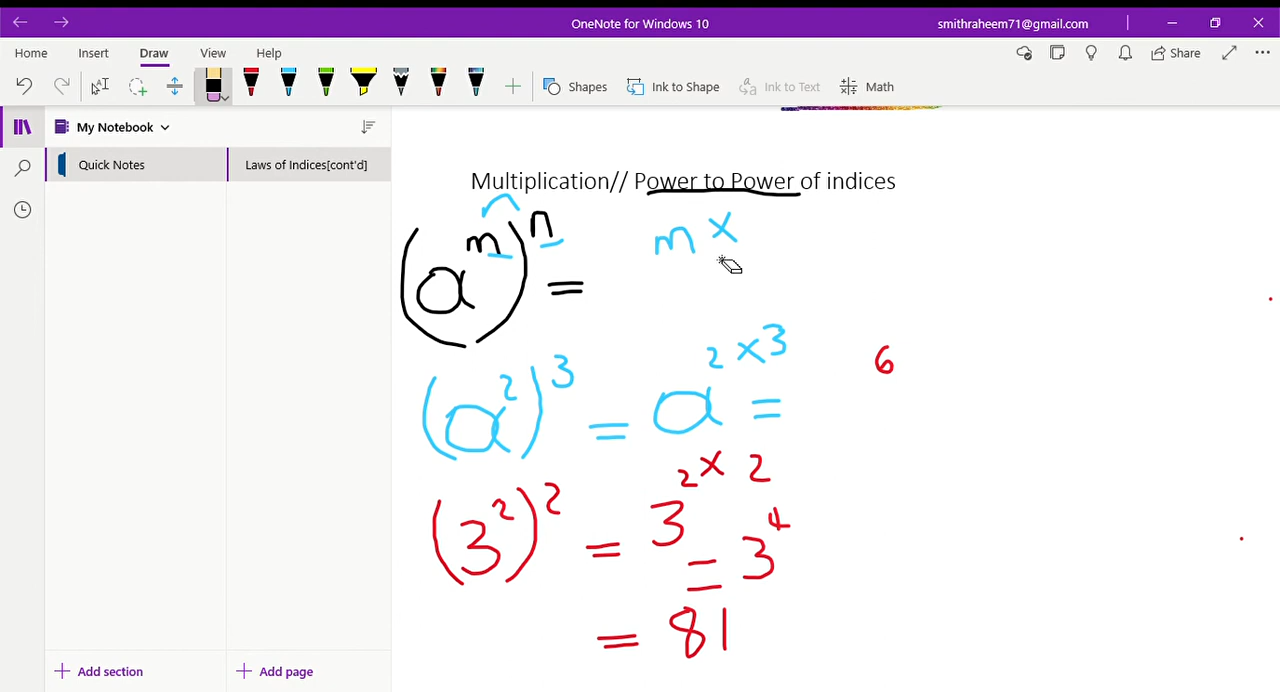 OneNote for Windows 10
smithraheem71@gmail.com
Home Insert Draw View Help
Share
Shapes Ink to Shape Ink to Text Math
My Notebook
Quick Notes
Laws of Indices[cont'd]
Multiplication// Power to Power of indices
(a^m)^n = m ×
(a^2)^3 = a^2 × 3 = 6
(3^2)^2 = 3^2 × 2
= 3^4
= 81
+ Add section
+ Add page